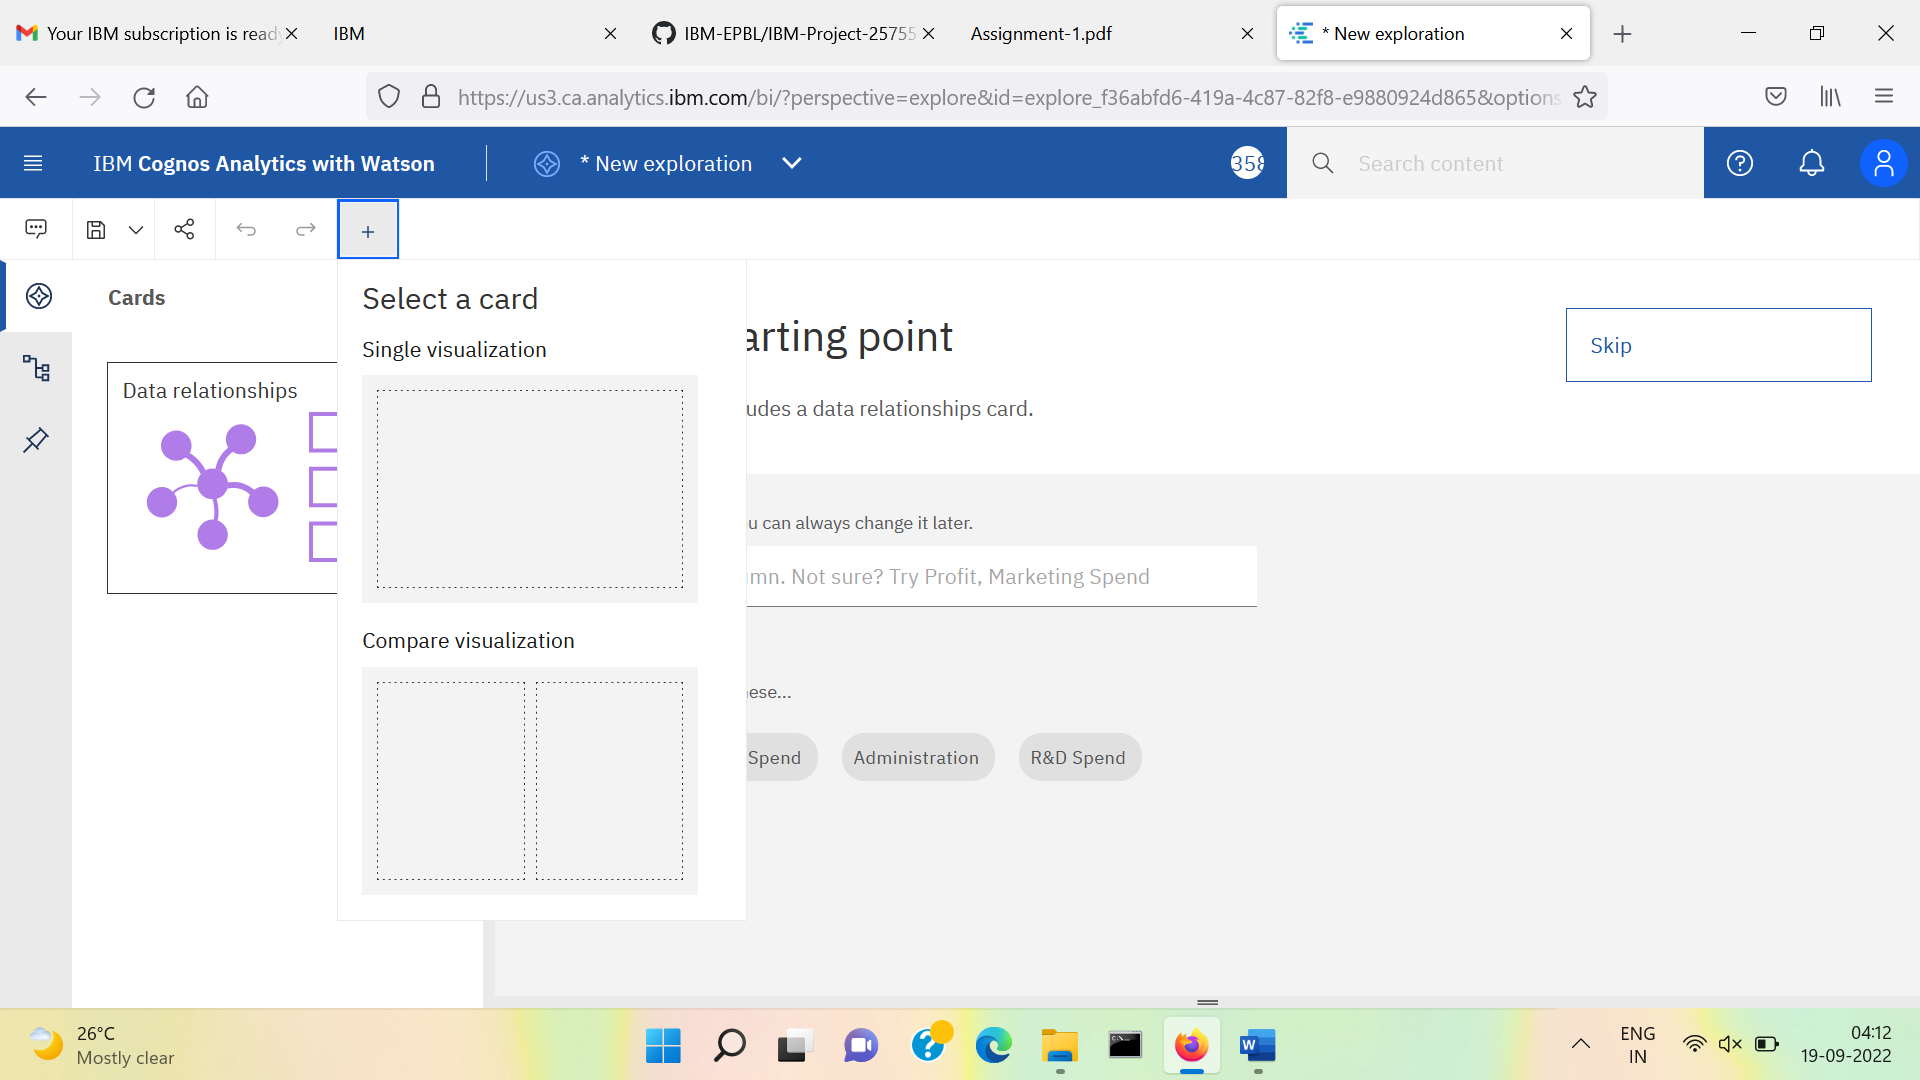 Your IBM subscription is read
IBM
IBM-EPBL/IBM-Project-25755
Assignment-1.pdf
* New exploration
https://us3.ca.analytics.ibm.com/bi/?perspective=explore&id=explore_f36abfd6-419a-4c87-82f8-e9880924d865&options
IBM Cognos Analytics with Watson
* New exploration
358
Search content
Cards
Data relationships
Select a card
Single visualization
Compare visualization
arting point
udes a data relationships card.
Skip
u can always change it later.
mn. Not sure? Try Profit, Marketing Spend
ese...
Spend
Administration
R&D Spend
26°C
Mostly clear
ENG
IN
04:12
19-09-2022